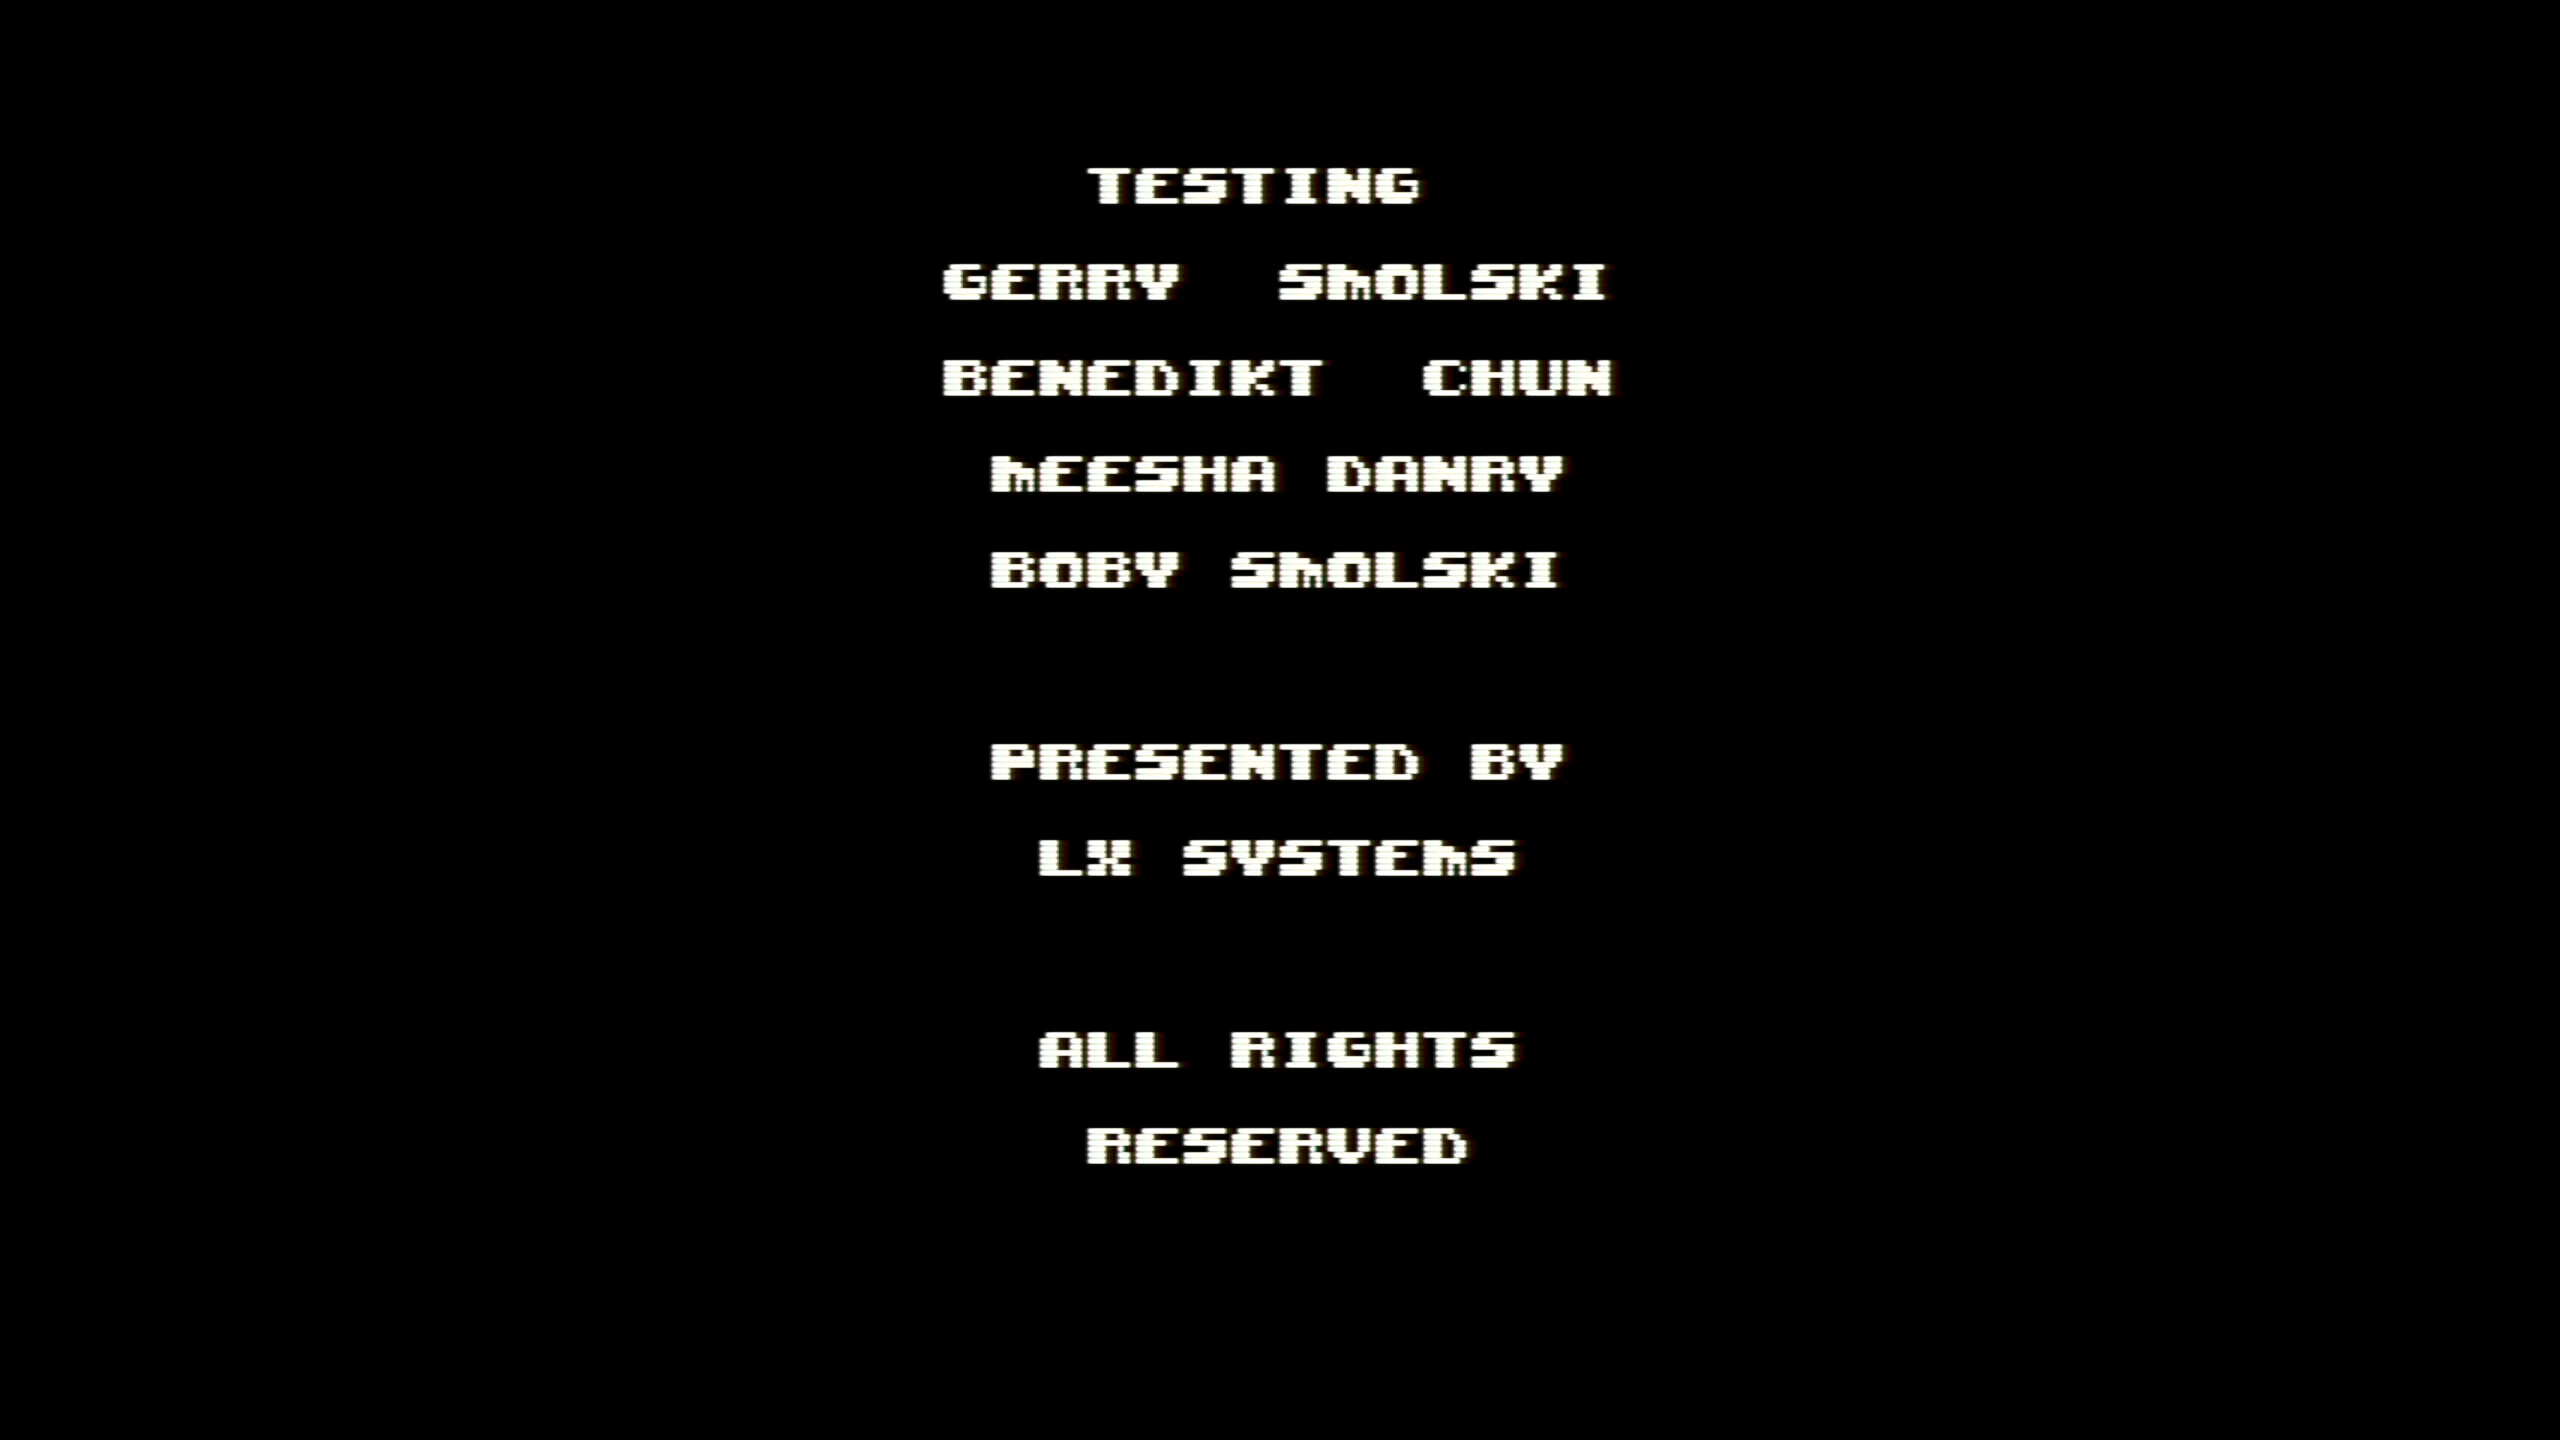 TESTING
GERRY SMOLSKI
BENEDIKT CHUN
MEESHA DANRY
BOBY SMOLSKI
PRESENTED BY
LX SYSTEMS
ALL RIGHTS
RESERVED